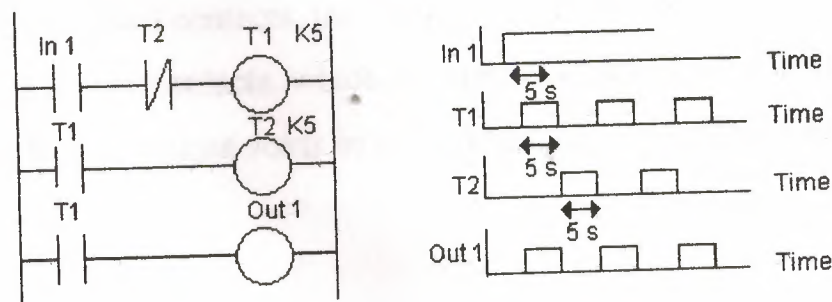 In 1 T2 T1 K5
T1 T2 K5
T1 Out 1
In 1 Time
5 s
T1 Time
5 s
T2 Time
5 s
Out 1 Time